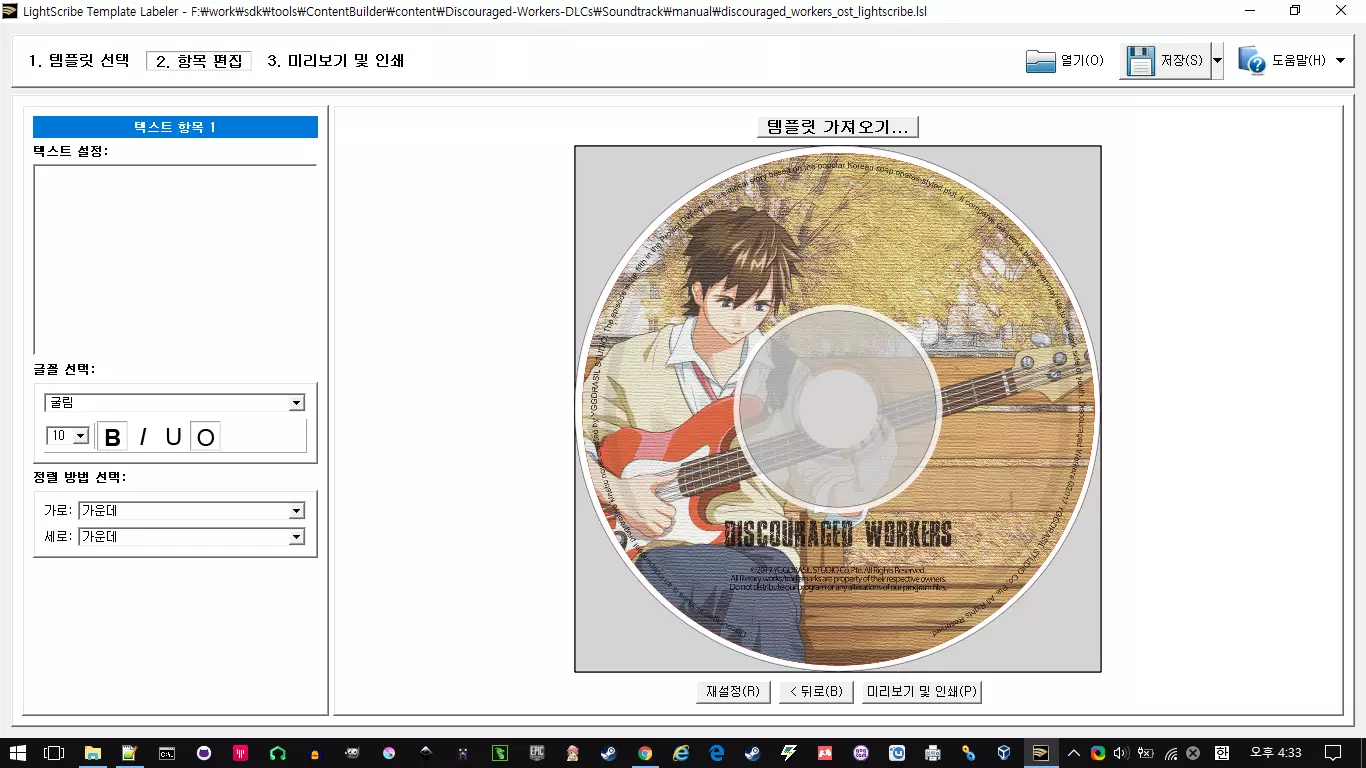 LightScribe Template Labeler - F:₩work₩sdk₩tools₩ContentBuilder₩content₩Discouraged-Workers-DLCs₩Soundtrack₩manual₩discouraged_workers_ost_lightscribe.lsl
1. 템플릿 선택
2. 항목 편집
3. 미리보기 및 인쇄
열기(O)
저장(S)
도움말(H)
텍스트 항목 1
텍스트 설정:
글꼴 선택:
굴림
10
B I U O
정렬 방법 선택:
가로: 가운데
세로: 가운데
템플릿 가져오기...
DISCOURAGED WORKERS
©2017 YGGDRASIL STUDIO Co., Pte. All Rights Reserved.
All literary works/trademarks are property of their respective owners.
Do not distribute our program or any alterations of our program files.
재설정(R)
< 뒤로(B)
미리보기 및 인쇄(P)
EPIC GAMES
한
오후 4:33